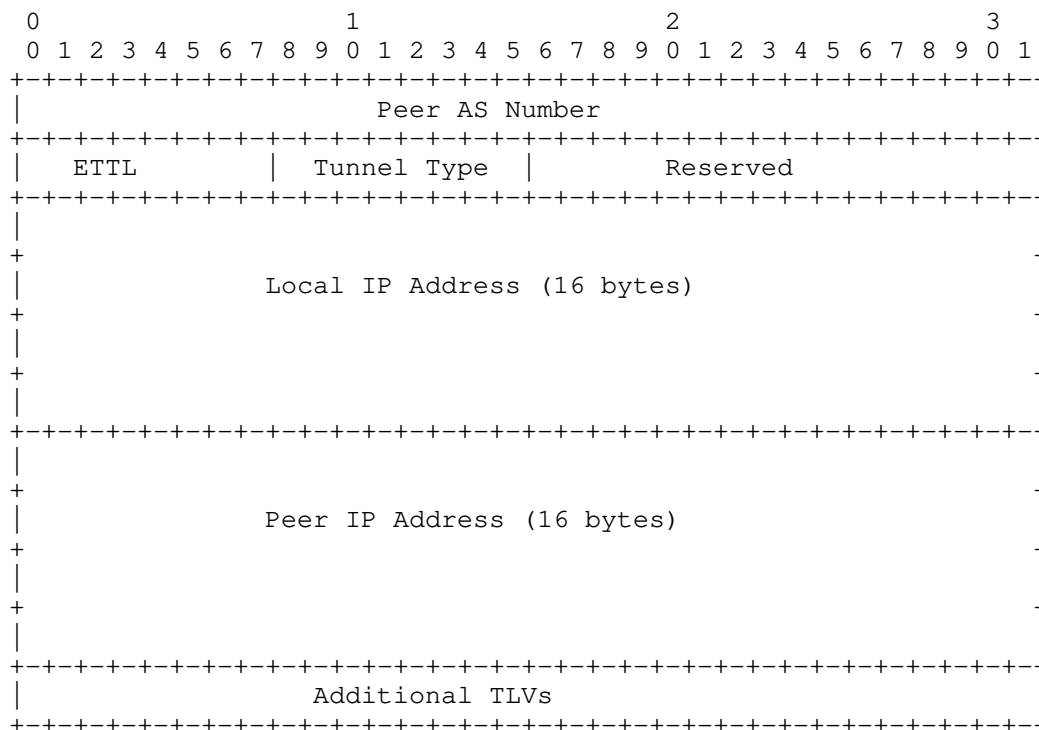 0                   1                   2                   3
0 1 2 3 4 5 6 7 8 9 0 1 2 3 4 5 6 7 8 9 0 1 2 3 4 5 6 7 8 9 0 1
Peer AS Number
ETTL | Tunnel Type | Reserved
Local IP Address (16 bytes)
Peer IP Address (16 bytes)
Additional TLVs